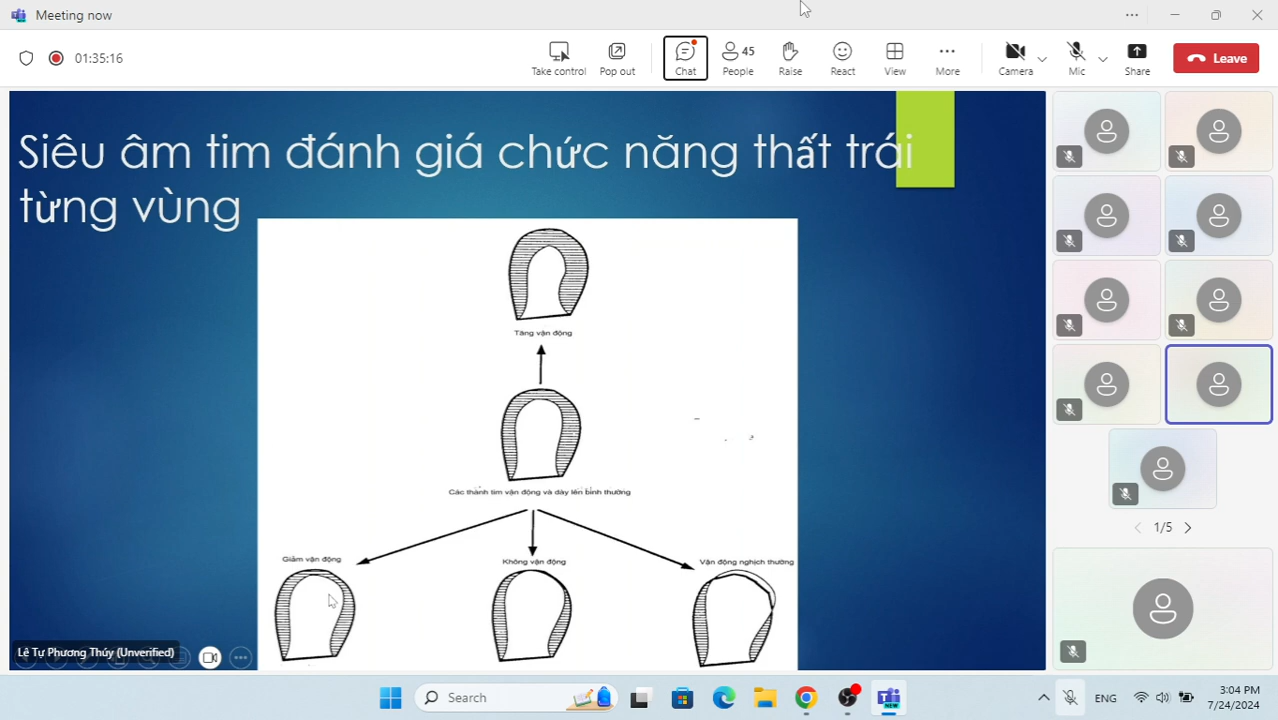 Meeting now
01:35:16
Take control
Pop out
Chat
45
People
Raise
React
View
More
Camera
Mic
Share
Leave
Siêu âm tim đánh giá chức năng thất trái
từng vùng
Tăng vận động
Các thành tim vận động và dày lên bình thường
Giảm vận động
Không vận động
Vận động nghịch thường
1/5
Lê Tự Phương Thúy (Unverified)
Search
NEW
ENG
3:04 PM
7/24/2024